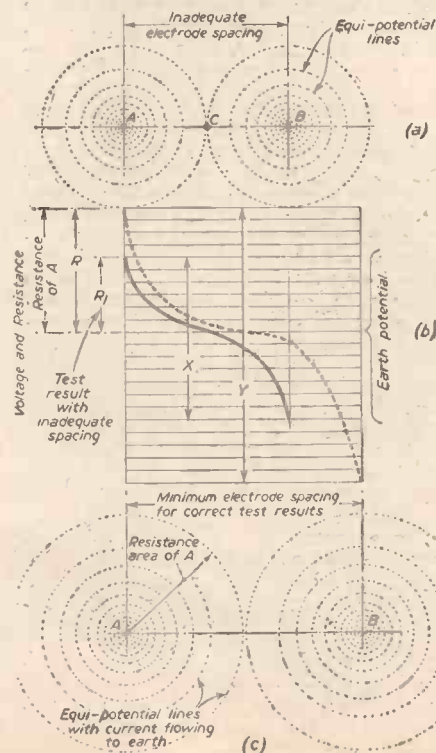 Inadequate
electrode spacing
Equi-potential
lines
A
C
B
(a)
Voltage and Resistance
Resistance
of A
R
R1
Test
result
with
inadequate
spacing
X
Y
Earth potential
(b)
Minimum electrode spacing
for correct test results
Resistance
area of A
A
B
Equi-potential lines
with current flowing
to earth
(c)